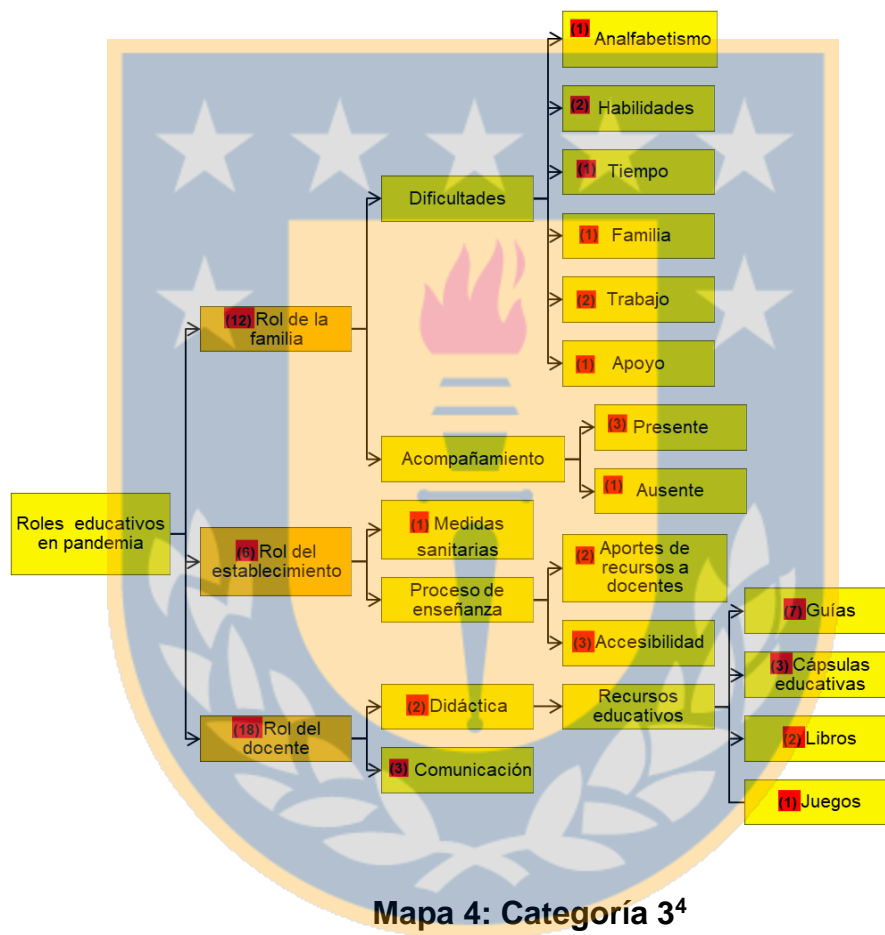 (1) Analfabetismo
(2) Habilidades
(1) Tiempo
Dificultades
(1) Familia
(2) Trabajo
(12) Rol de la
familia
(1) Apoyo
(3) Presente
Acompañamiento
(1) Ausente
Roles educativos
en pandemia
(1) Medidas
sanitarias
(6) Rol del
establecimiento
(2) Aportes de
recursos a
docentes
Proceso de
enseñanza
(3) Accesibilidad
(7) Guías
(3) Cápsulas
educativas
(2) Didáctica
Recursos
educativos
(18) Rol del
docente
(2) Libros
(3) Comunicación
(1) Juegos
Mapa 4: Categoría 3⁴